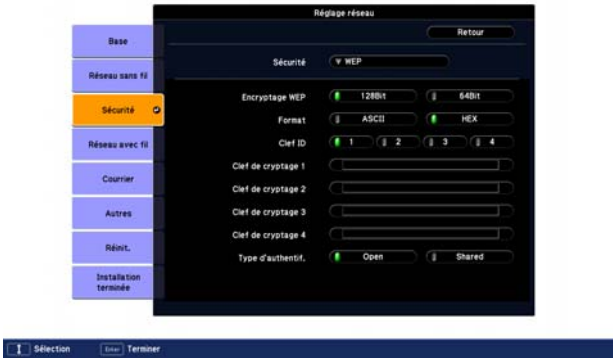 Réglage réseau
Retour
Base
Réseau sans fil
Sécurité
Réseau avec fil
Courrier
Autres
Réinit.
Installation
terminée
Sécurité WEP
Encryptage WEP 128Bit 64Bit
Format ASCII HEX
Clef ID 1 2 3 4
Clef de cryptage 1
Clef de cryptage 2
Clef de cryptage 3
Clef de cryptage 4
Type d'authentif. Open Shared
Sélection Enter Terminer